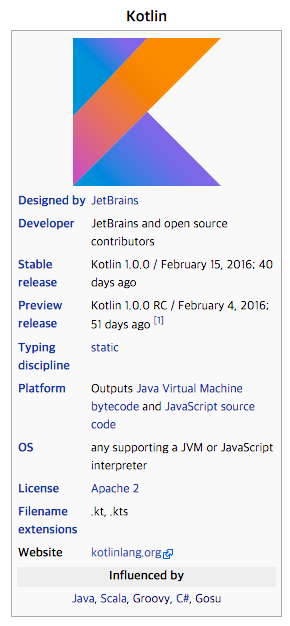 Kotlin
Designed by JetBrains
Developer JetBrains and open source
contributors
Stable Kotlin 1.0.0 / February 15, 2016; 40
release days ago
Preview Kotlin 1.0.0 RC / February 4, 2016;
release 51 days ago [1]
Typing static
discipline
Platform Outputs Java Virtual Machine
bytecode and JavaScript source
code
OS any supporting a JVM or JavaScript
interpreter
License Apache 2
Filename .kt, .kts
extensions
Website kotlinlang.org
Influenced by
Java, Scala, Groovy, C#, Gosu